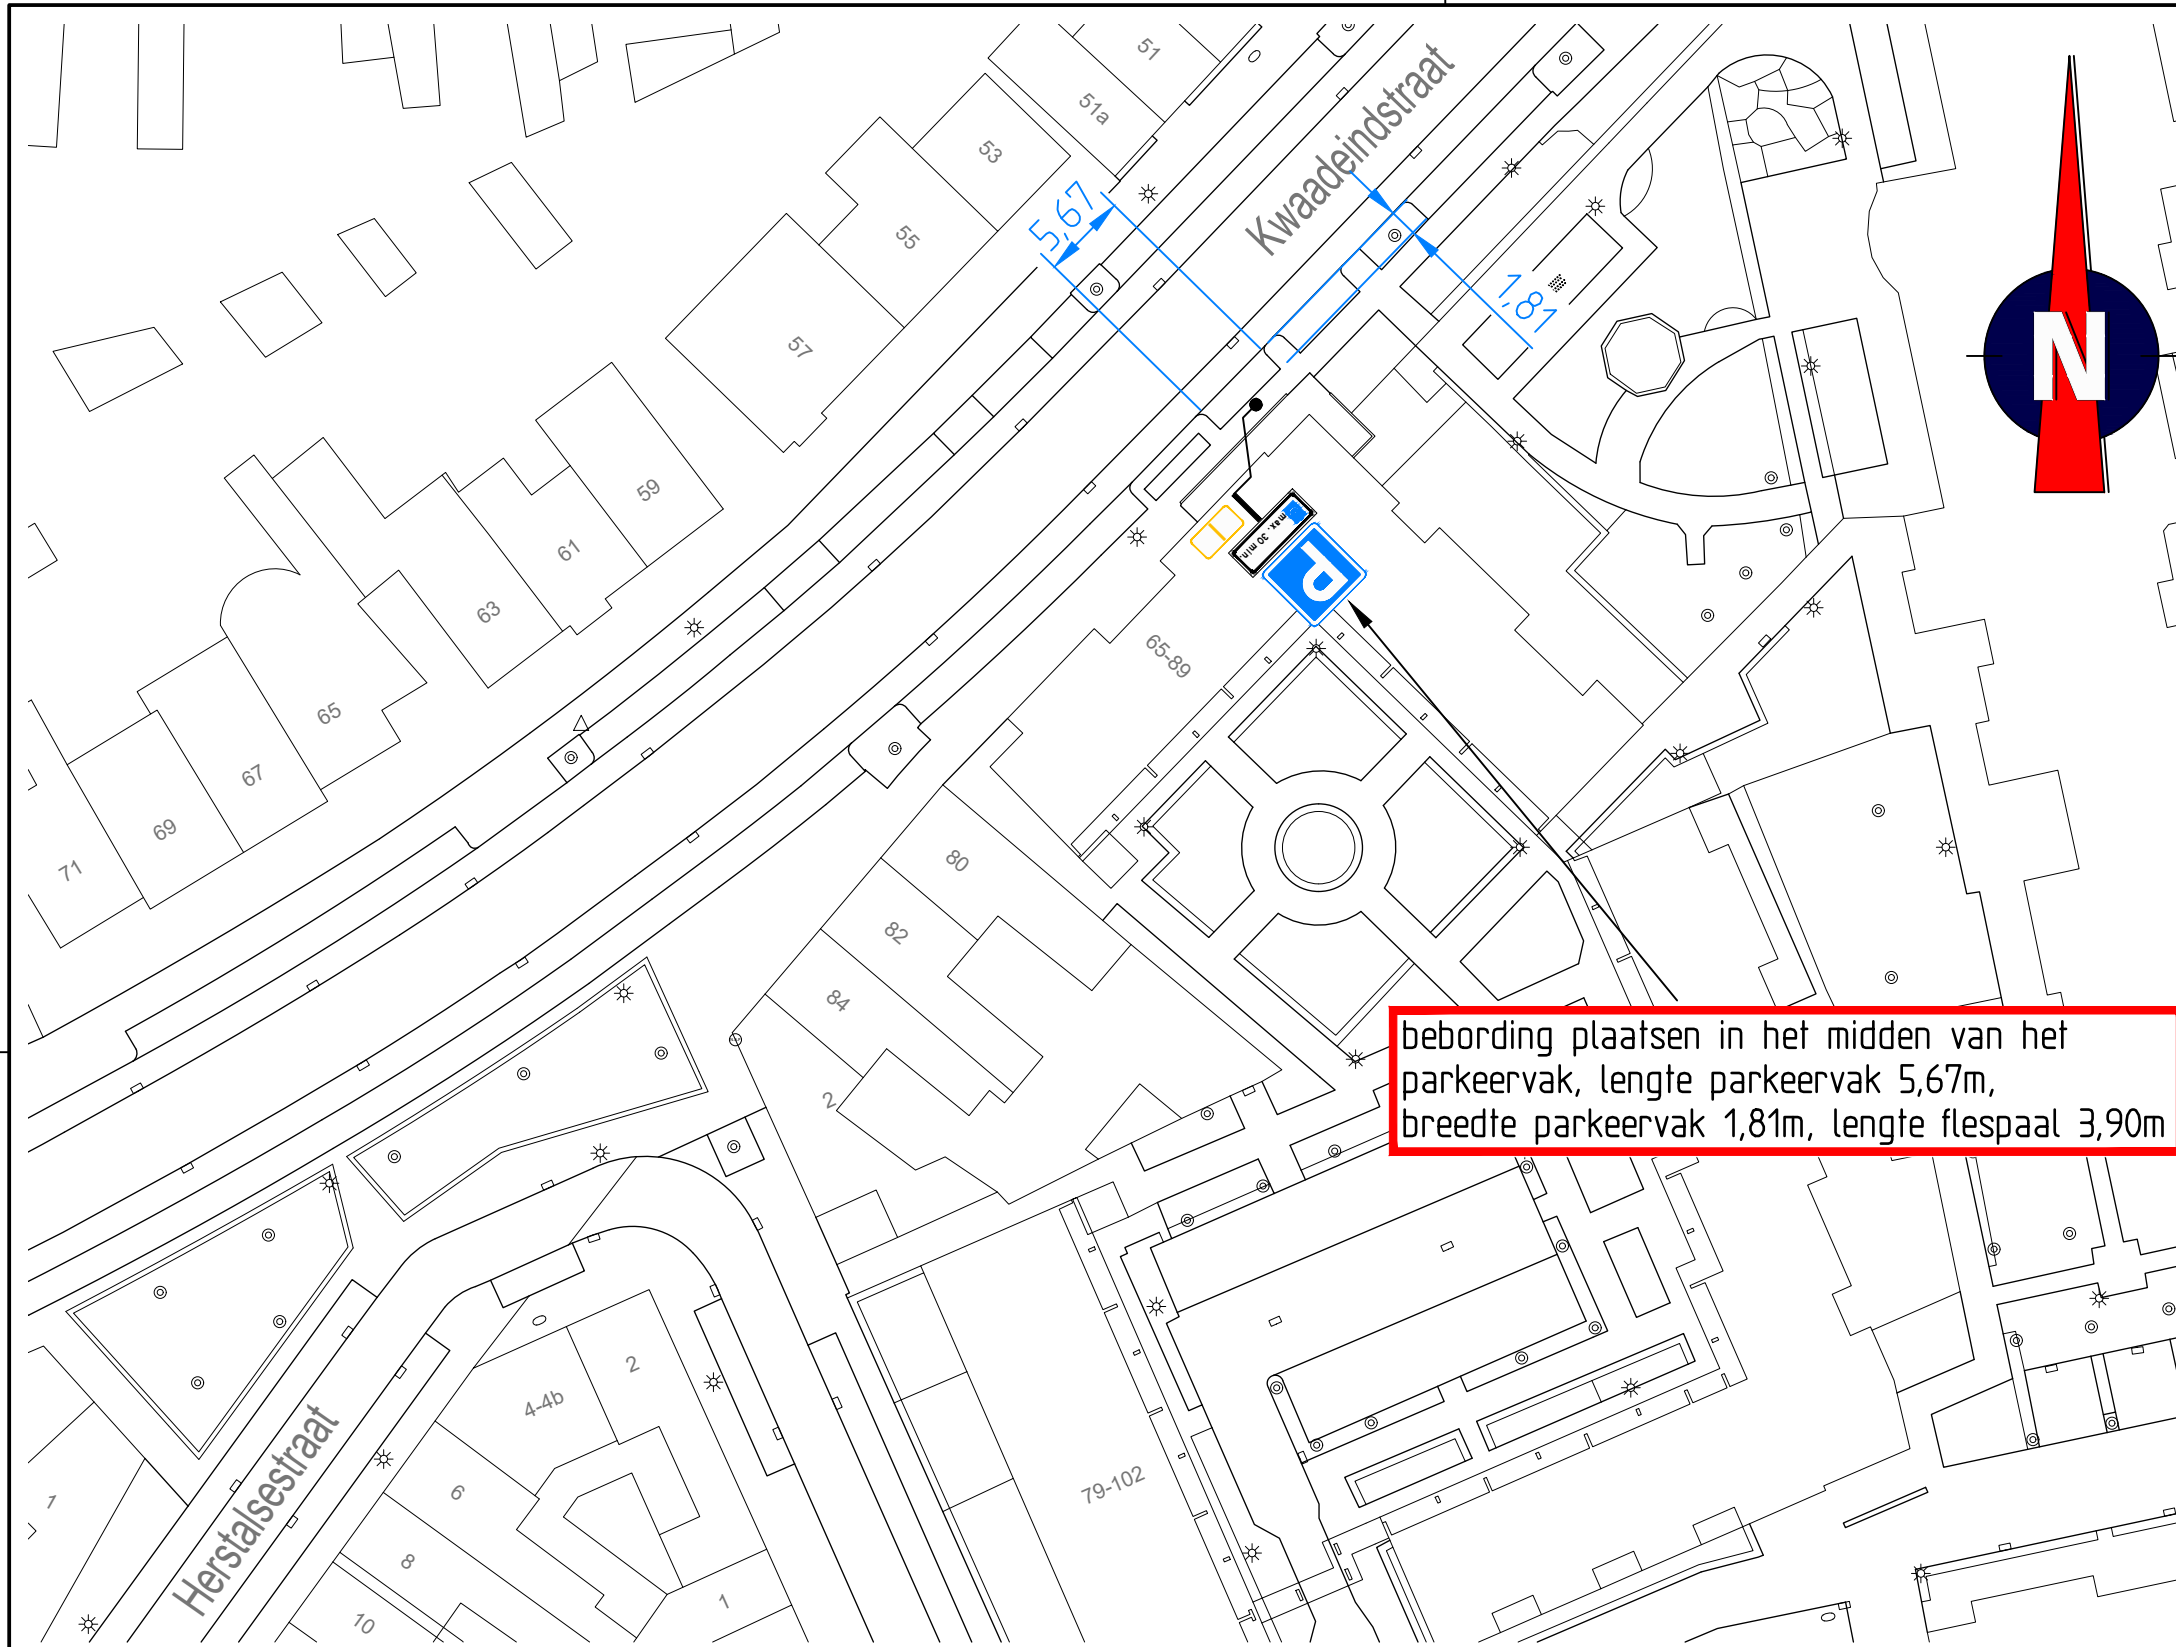 51
51a
53
55
57
59
61
63
65
67
69
71
Kwaadeindstraat
5,67
1,81
N
max. 30 min.
P
65-89
80
82
84
2
bebording plaatsen in het midden van het
parkeervak, lengte parkeervak 5,67m,
breedte parkeervak 1,81m, lengte flespaal 3,90m
Herstalsestraat
2
4-4b
6
8
10
1
1
79-102